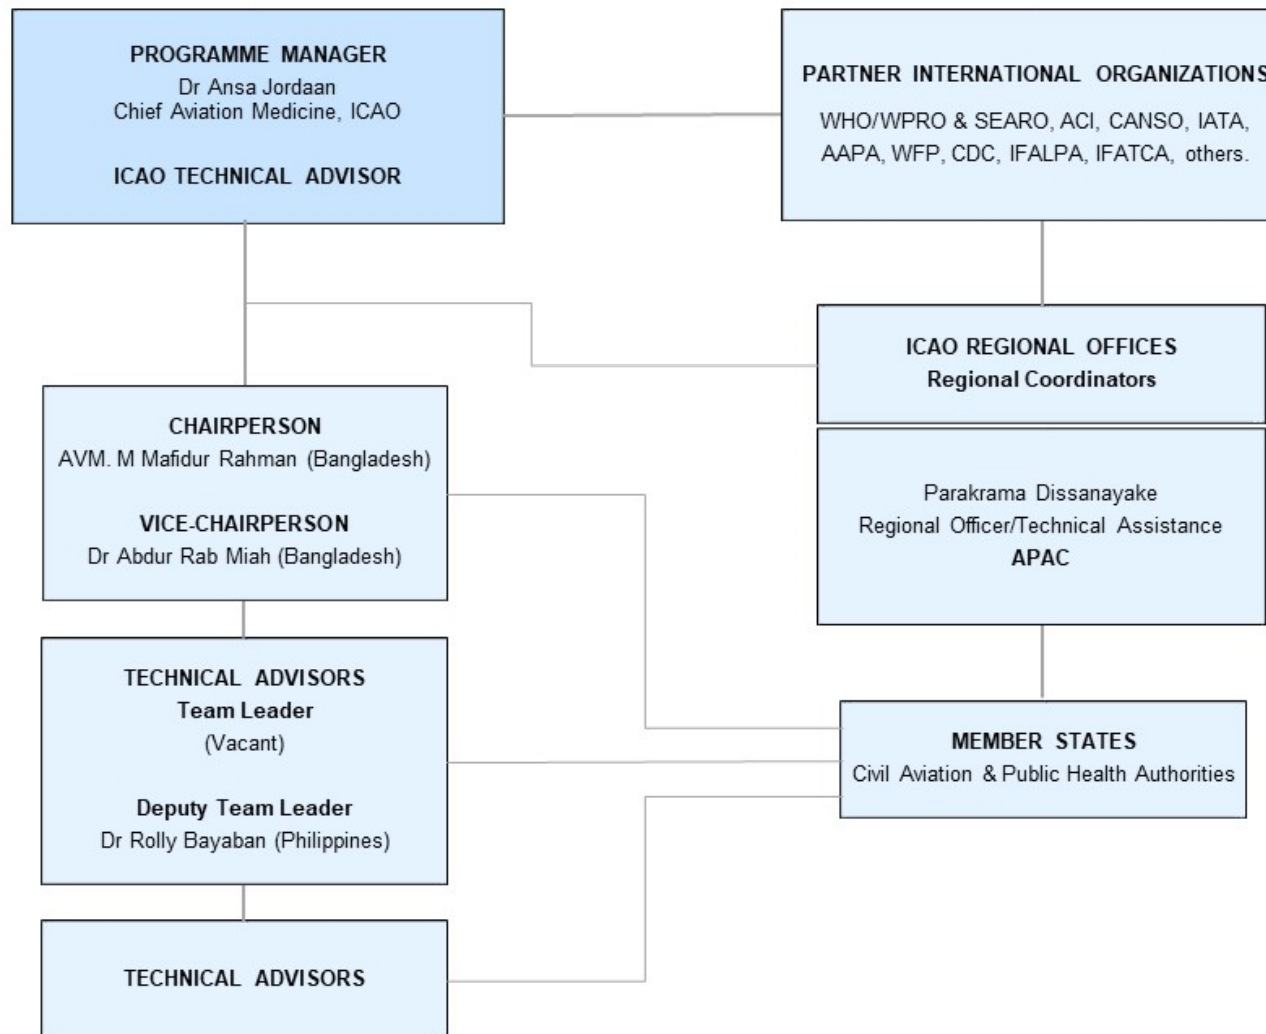 PROGRAMME MANAGER
Dr Ansa Jordaan
Chief Aviation Medicine, ICAO
ICAO TECHNICAL ADVISOR
PARTNER INTERNATIONAL ORGANIZATIONS
WHO/WPRO & SEARO, ACI, CANSO, IATA,
AAPA, WFP, CDC, IFALPA, IFATCA, others.
ICAO REGIONAL OFFICES
Regional Coordinators
CHAIRPERSON
AVM. M Mafidur Rahman (Bangladesh)
VICE-CHAIRPERSON
Dr Abdur Rab Miah (Bangladesh)
Parakrama Dissanayake
Regional Officer/Technical Assistance
APAC
TECHNICAL ADVISORS
Team Leader
(Vacant)
Deputy Team Leader
Dr Rolly Bayaban (Philippines)
MEMBER STATES
Civil Aviation & Public Health Authorities
TECHNICAL ADVISORS